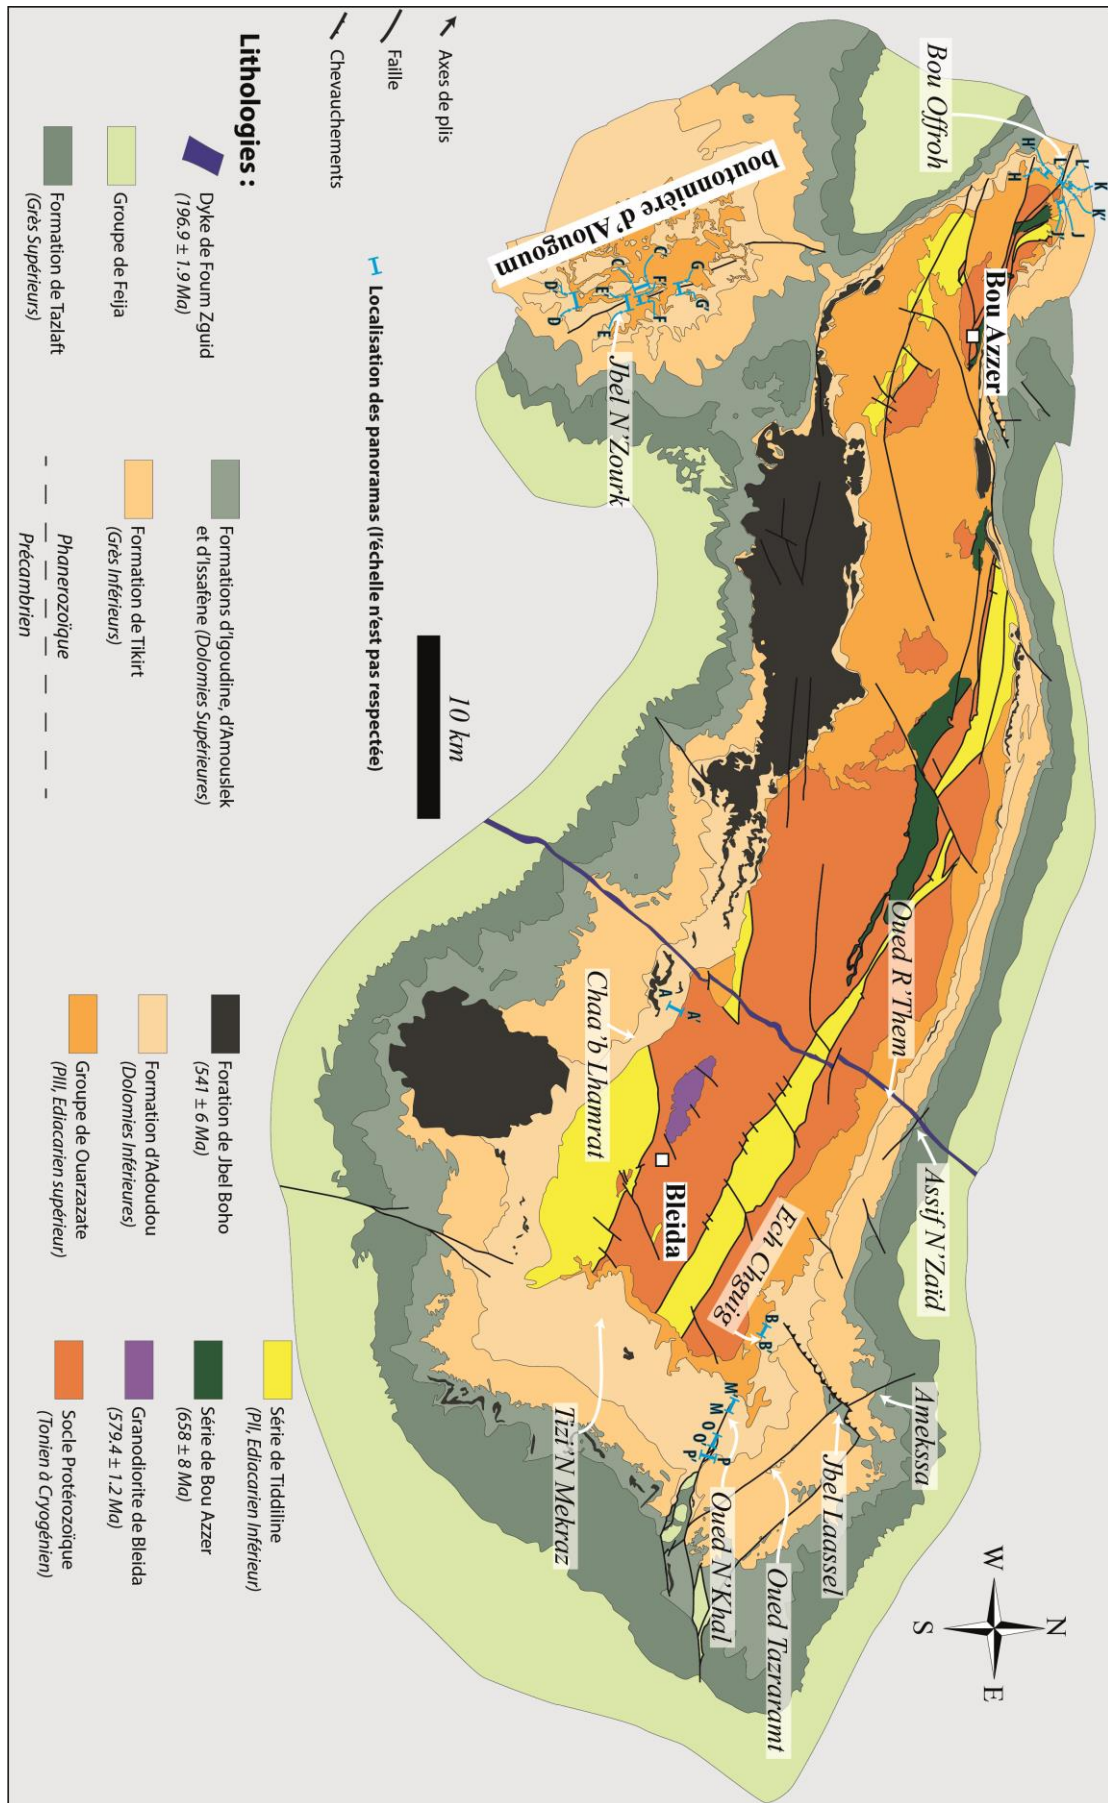 N
W
E
S
K
K'
L'
L
J
J'
H'
H
Bou Offroh
Bou Azzer
Oued R'Them
Assif N'Zaïd
Amekssa
Jbel Laassel
Oued Tazraramt
Oued N'Khal
Ech Chguig
B
B'
M'
M
O
O'
P
P'
Bleida
A'
A
Chaa'b Lhamrat
Tizi'N Mekraz
boutonnière d'Alougoum
G
G'
C'
C
F'
F
E'
E
D'
D
Jbel N'Zourk
10 km
Axes de plis
Faille
Chevauchements
Localisation des panoramas (l'échelle n'est pas respectée)
Lithologies :
Dyke de Foum Zguid
(196.9 ± 1.9 Ma)
Groupe de Feija
Formation de Tazlaft
(Grès Supérieurs)
Formations d'Igoudine, d'Amouslek
et d'Issafène (Dolomies Supérieures)
Formation de Tikirt
(Grès Inférieurs)
Phanerozoïque
Précambrien
Foration de Jbel Boho
(541 ± 6 Ma)
Formation d'Adoudou
(Dolomies Inférieures)
Groupe de Ouarzazate
(PIII, Ediacarien supérieur)
Série de Tiddiline
(PII, Ediacarien Inférieur)
Série de Bou Azzer
(658 ± 8 Ma)
Granodiorite de Bleida
(579.4 ± 1.2 Ma)
Socle Protérozoïque
(Tonien à Cryogénien)